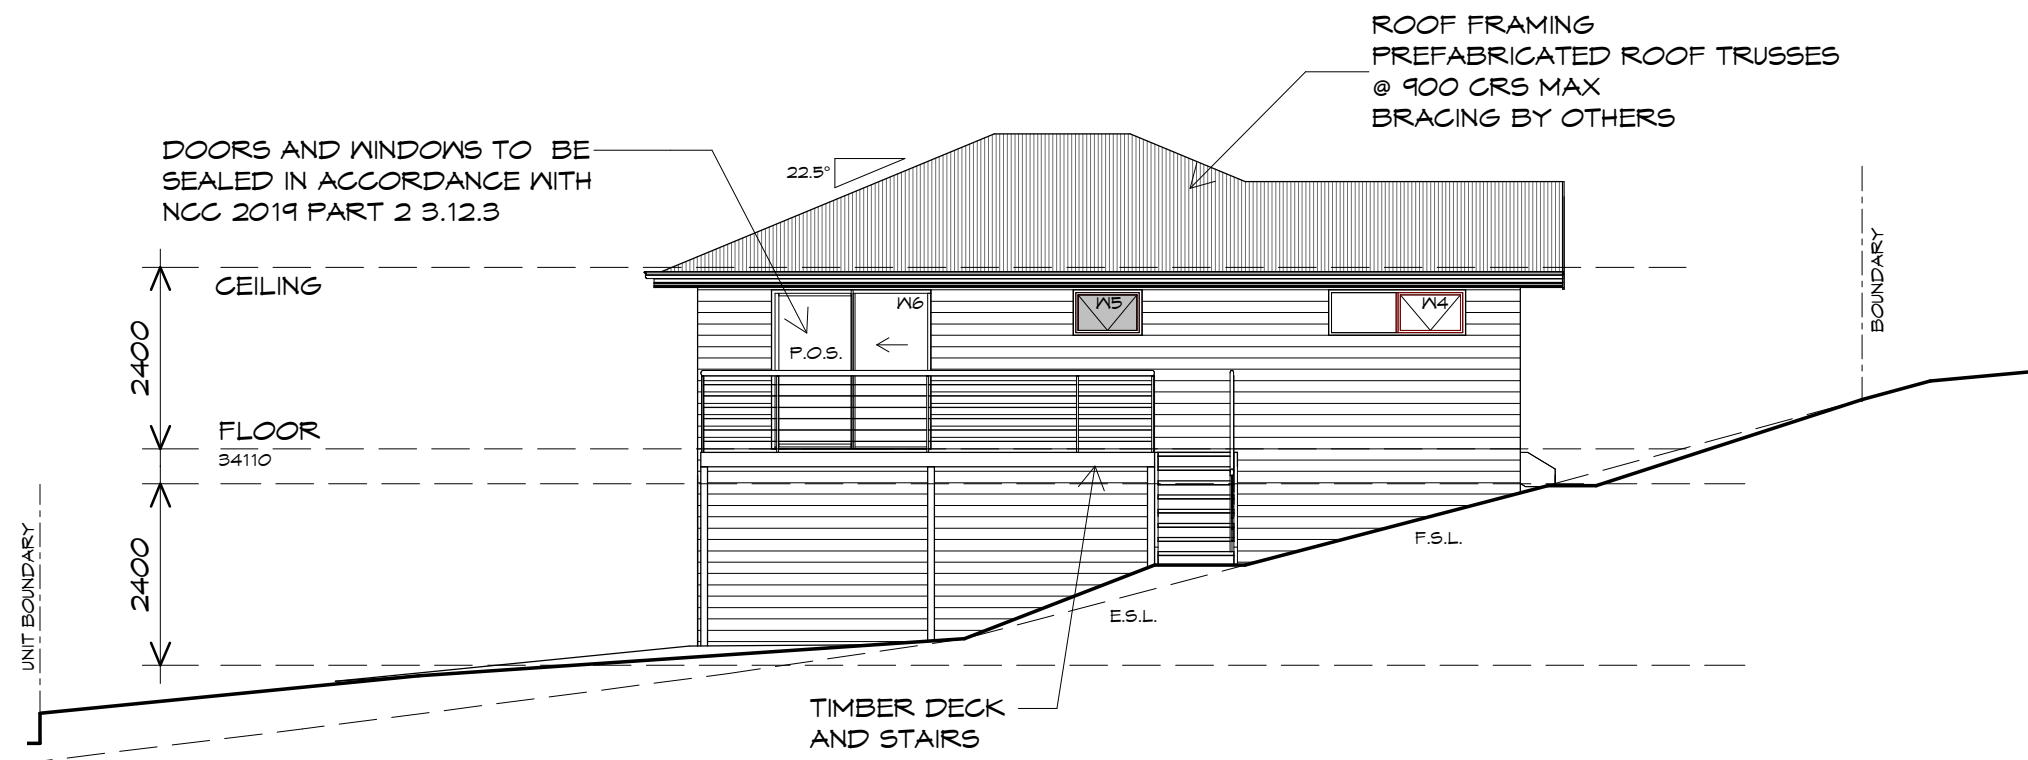 ROOF FRAMING
PREFABRICATED ROOF TRUSSES
@ 900 CRS MAX
BRACING BY OTHERS
DOORS AND WINDOWS TO BE
SEALED IN ACCORDANCE WITH
NCC 2019 PART 2 3.12.3
22.5°
CEILING
2400
W6
W5
W4
P.O.S.
BOUNDARY
FLOOR
34110
2400
UNIT BOUNDARY
F.S.L.
E.S.L.
TIMBER DECK
AND STAIRS